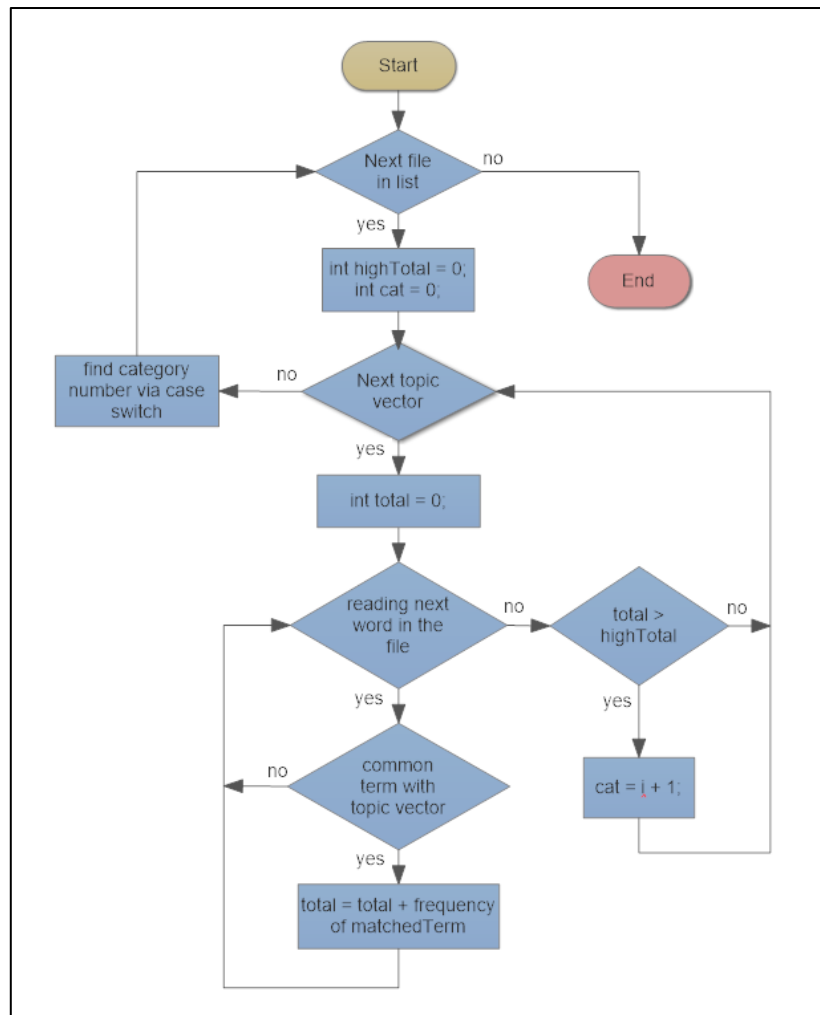 Start
Next file
in list
no
yes
int highTotal = 0;
int cat = 0;
End
find category
number via case
switch
no
Next topic
vector
yes
int total = 0;
reading next
word in the
file
no
total >
highTotal
no
yes
yes
no
common
term with
topic vector
cat = i + 1;
yes
total = total + frequency
of matchedTerm